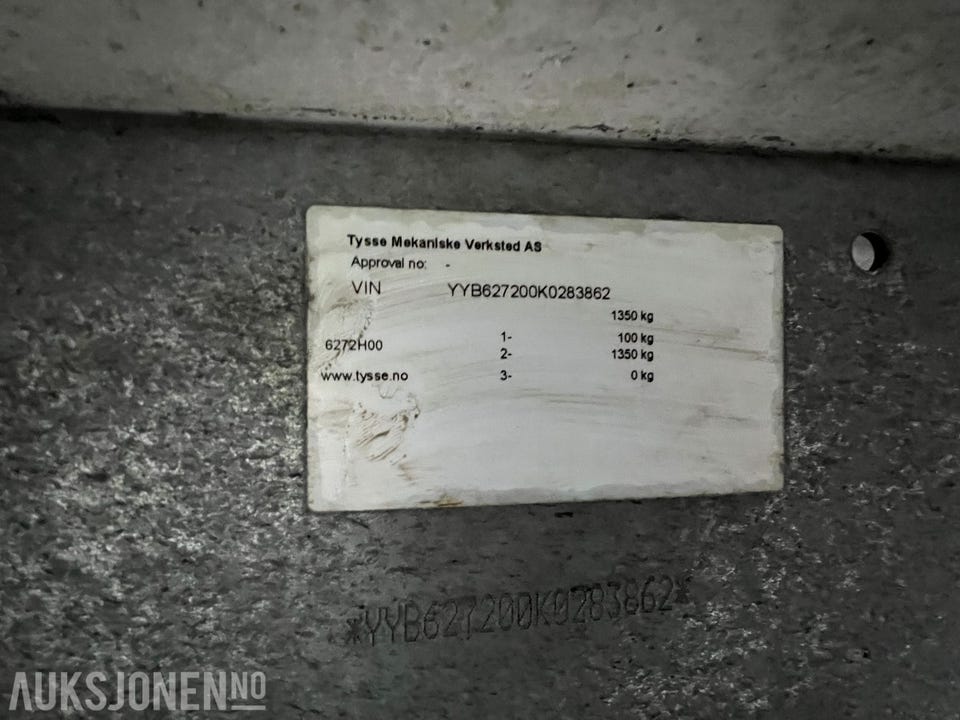 Tysse Mekaniske Verksted AS
Approval no: -
VIN YYB627200K0283862
1350 kg
1- 100 kg
6272H00
2- 1350 kg
www.tysse.no 3- 0 kg
*YYB627200K0283862*
AUKSJONEN.NO